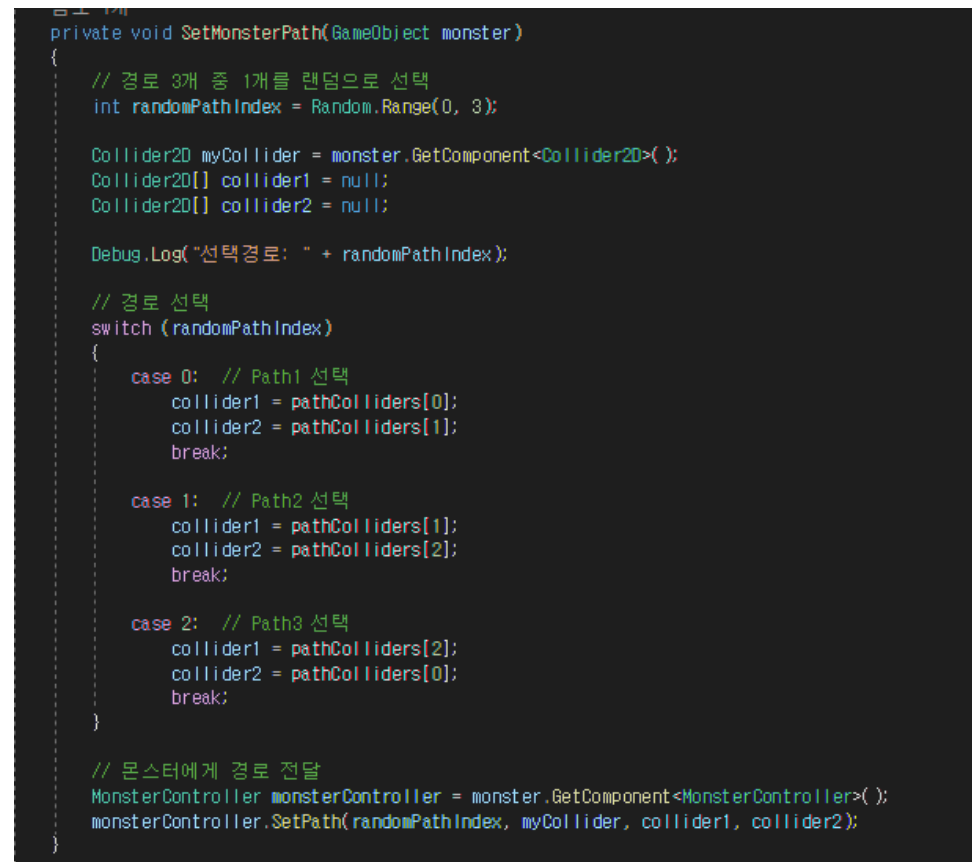 private void SetMonsterPath(GameObject monster)
{
// 경로 3개 중 1개를 랜덤으로 선택
int randomPathIndex = Random.Range(0, 3);
Collider2D myCollider = monster.GetComponent<Collider2D>();
Collider2D[] collider1 = null;
Collider2D[] collider2 = null;
Debug.Log("선택경로: " + randomPathIndex);
// 경로 선택
switch (randomPathIndex)
{
case 0: // Path1 선택
collider1 = pathColliders[0];
collider2 = pathColliders[1];
break;
case 1: // Path2 선택
collider1 = pathColliders[1];
collider2 = pathColliders[2];
break;
case 2: // Path3 선택
collider1 = pathColliders[2];
collider2 = pathColliders[0];
break;
}
// 몬스터에게 경로 전달
MonsterController monsterController = monster.GetComponent<MonsterController>();
monsterController.SetPath(randomPathIndex, myCollider, collider1, collider2);
}